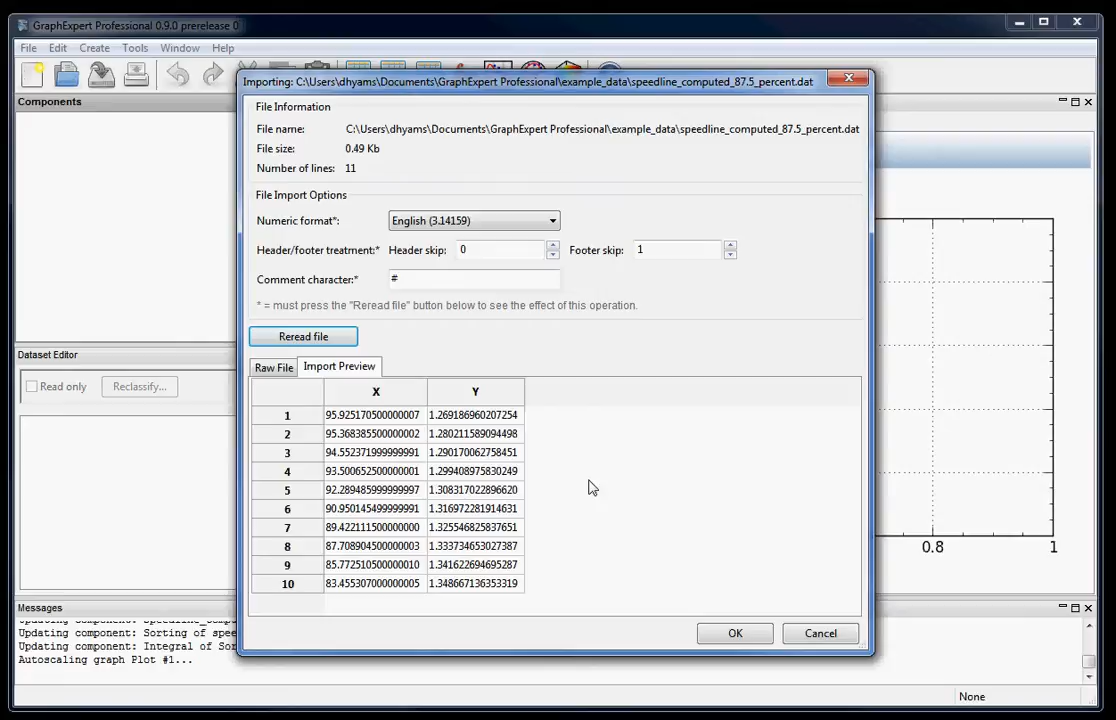 GraphExpert Professional 0.9.0 prerelease 0
File Edit Create Tools Window Help
Components
Importing: C:\Users\dhyams\Documents\GraphExpert Professional\example_data\speedline_computed_87.5_percent.dat
File Information
File name: C:\Users\dhyams\Documents\GraphExpert Professional\example_data\speedline_computed_87.5_percent.dat
File size: 0.49 Kb
Number of lines: 11
File Import Options
Numeric format*: English (3.14159)
Header/footer treatment:* Header skip: 0 Footer skip: 1
Comment character:* #
* = must press the "Reread file" button below to see the effect of this operation.
Reread file
Raw File Import Preview
X Y
1 95.925170500000007 1.269186960207254
2 95.368385500000002 1.280211589094498
3 94.552371999999991 1.290170062758451
4 93.500652500000001 1.299408975830249
5 92.289485999999997 1.308317022896620
6 90.950145499999991 1.316972281914631
7 89.422111500000000 1.325546825837651
8 87.708904500000003 1.333734653027387
9 85.772510500000010 1.341622694695287
10 83.455307000000005 1.348667136353319
OK Cancel
Dataset Editor
Read only Reclassify...
0.8 1
Messages
Updating component: Sorting of spee
Updating component: Integral of Sor
Autoscaling graph Plot #1...
None